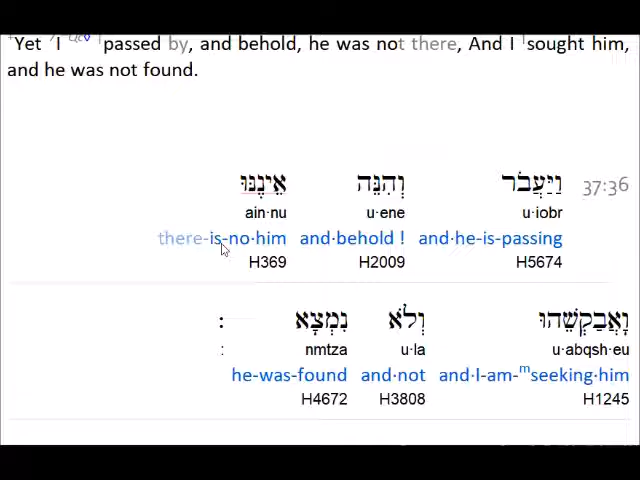 Yet I Qc v passed by, and behold, he was not there, And I sought him,
and he was not found.
37:36 וַיַּעֲבֹר וְהִנֵּה אֵינֶנּוּ
ain·nu u·ene u·iobr
there-is-no·him and·behold ! and·he-is-passing
H369 H2009 H5674
וָאֲבַקְשֵׁהוּ וְלֹא נִמְצָא :
: nmtza u·la u·abqsh·eu
he-was-found and·not and·I-am-ᵐseeking·him
H4672 H3808 H1245